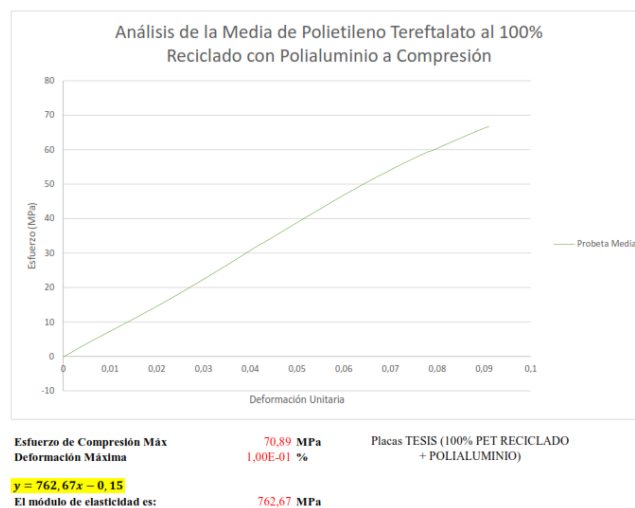 Análisis de la Media de Polietileno Tereftalato al 100%
Reciclado con Polialuminio a Compresión
80
70
60
50
40
30
20
10
0
-10
Esfuerzo (MPa)
0 0,01 0,02 0,03 0,04 0,05 0,06 0,07 0,08 0,09 0,1
Deformación Unitaria
Probeta Media
Esfuerzo de Compresión Máx 70,89 MPa
Deformación Máxima 1,00E-01 %
Placas TESIS (100% PET RECICLADO
+ POLIALUMINIO)
y = 762,67x − 0,15
El módulo de elasticidad es: 762,67 MPa